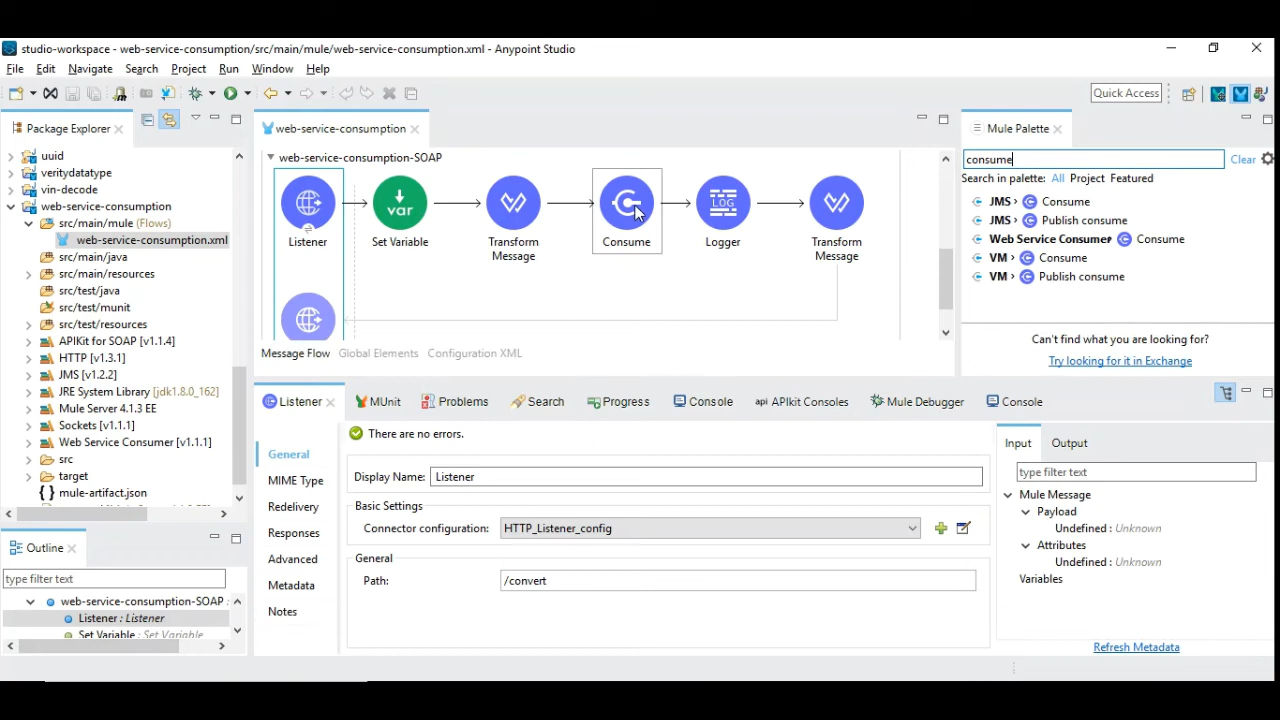 studio-workspace - web-service-consumption/src/main/mule/web-service-consumption.xml - Anypoint Studio
File Edit Navigate Search Project Run Window Help
Quick Access
Package Explorer
uuid
veritydatatype
vin-decode
web-service-consumption
src/main/mule (Flows)
web-service-consumption.xml
src/main/java
src/main/resources
src/test/java
src/test/munit
src/test/resources
APIKit for SOAP [v1.1.4]
HTTP [v1.3.1]
JMS [v1.2.2]
JRE System Library [jdk1.8.0_162]
Mule Server 4.1.3 EE
Sockets [v1.1.1]
Web Service Consumer [v1.1.1]
src
target
mule-artifact.json
Outline
type filter text
web-service-consumption-SOAP :
Listener : Listener
Set Variable : Set Variable
web-service-consumption
web-service-consumption-SOAP
var
LOG
Listener
Set Variable
Transform
Message
Consume
Logger
Transform
Message
Message Flow Global Elements Configuration XML
Mule Palette
consume
Clear
Search in palette: All Project Featured
JMS > Consume
JMS > Publish consume
Web Service Consumer Consume
VM > Consume
VM > Publish consume
Can't find what you are looking for?
Try looking for it in Exchange
Listener MUnit Problems Search Progress Console api APIkit Consoles Mule Debugger Console
There are no errors.
General
MIME Type
Redelivery
Responses
Advanced
Metadata
Notes
Display Name: Listener
Basic Settings
Connector configuration: HTTP_Listener_config
General
Path: /convert
Input Output
type filter text
Mule Message
Payload
Undefined : Unknown
Attributes
Undefined : Unknown
Variables
Refresh Metadata